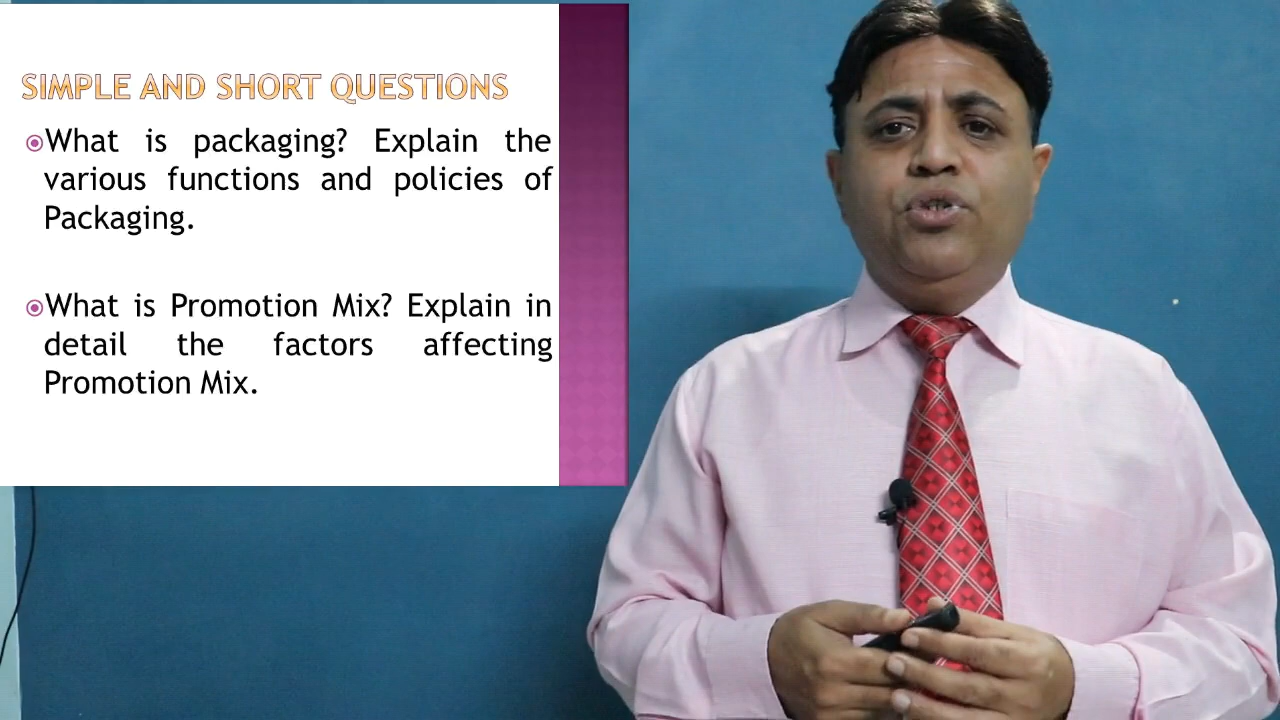 SIMPLE AND SHORT QUESTIONS
What is packaging? Explain the
various functions and policies of
Packaging.
What is Promotion Mix? Explain in
detail the factors affecting
Promotion Mix.